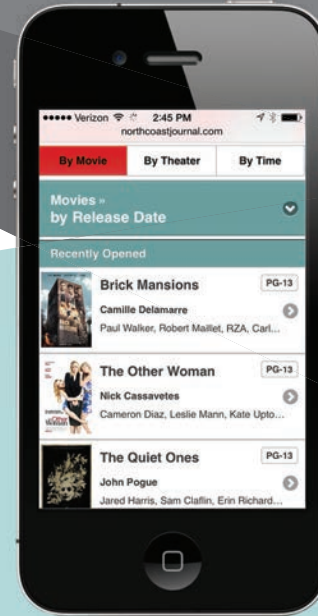 Verizon 2:45 PM
northcoastjournal.com
By Movie By Theater By Time
Movies »
by Release Date
Recently Opened
Brick Mansions PG-13
Camille Delamarre
Paul Walker, Robert Maillet, RZA, Carl...
The Other Woman PG-13
Nick Cassavetes
Cameron Diaz, Leslie Mann, Kate Upto...
The Quiet Ones PG-13
John Pogue
Jared Harris, Sam Claflin, Erin Richard...